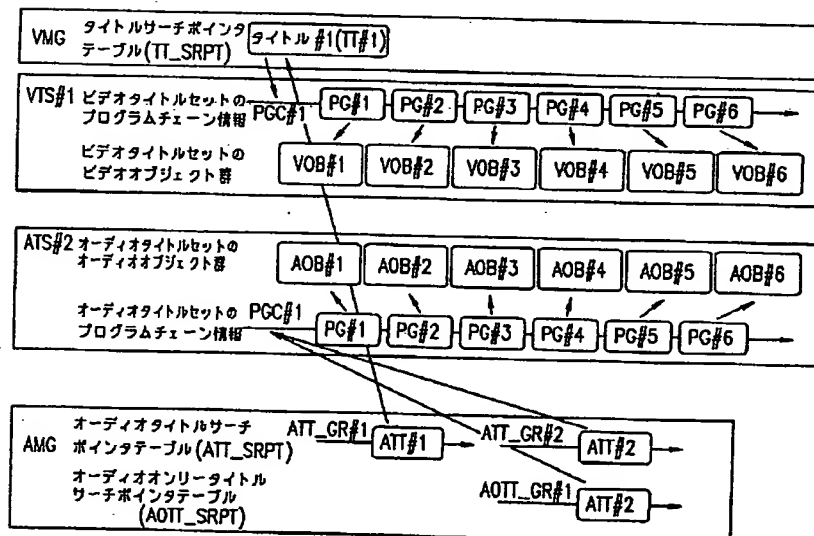 VMG
タイトルサーチポインタ
テーブル(TT_SRPT)
タイトル #1(TT#1)
VTS#1
ビデオタイトルセットの
プログラムチェーン情報
PGC#1
PG#1 PG#2 PG#3 PG#4 PG#5 PG#6
ビデオタイトルセットの
ビデオオブジェクト群
VOB#1 VOB#2 VOB#3 VOB#4 VOB#5 VOB#6
ATS#2
オーディオタイトルセットの
オーディオオブジェクト群
AOB#1 AOB#2 AOB#3 AOB#4 AOB#5 AOB#6
オーディオタイトルセットの
プログラムチェーン情報
PGC#1
PG#1 PG#2 PG#3 PG#4 PG#5 PG#6
AMG
オーディオタイトルサーチ
ポインタテーブル(ATT_SRPT)
ATT_GR#1 ATT#1 ATT_GR#2 ATT#2
オーディオオンリータイトル
サーチポインタテーブル
(AOTT_SRPT)
AOTT_GR#1 ATT#2